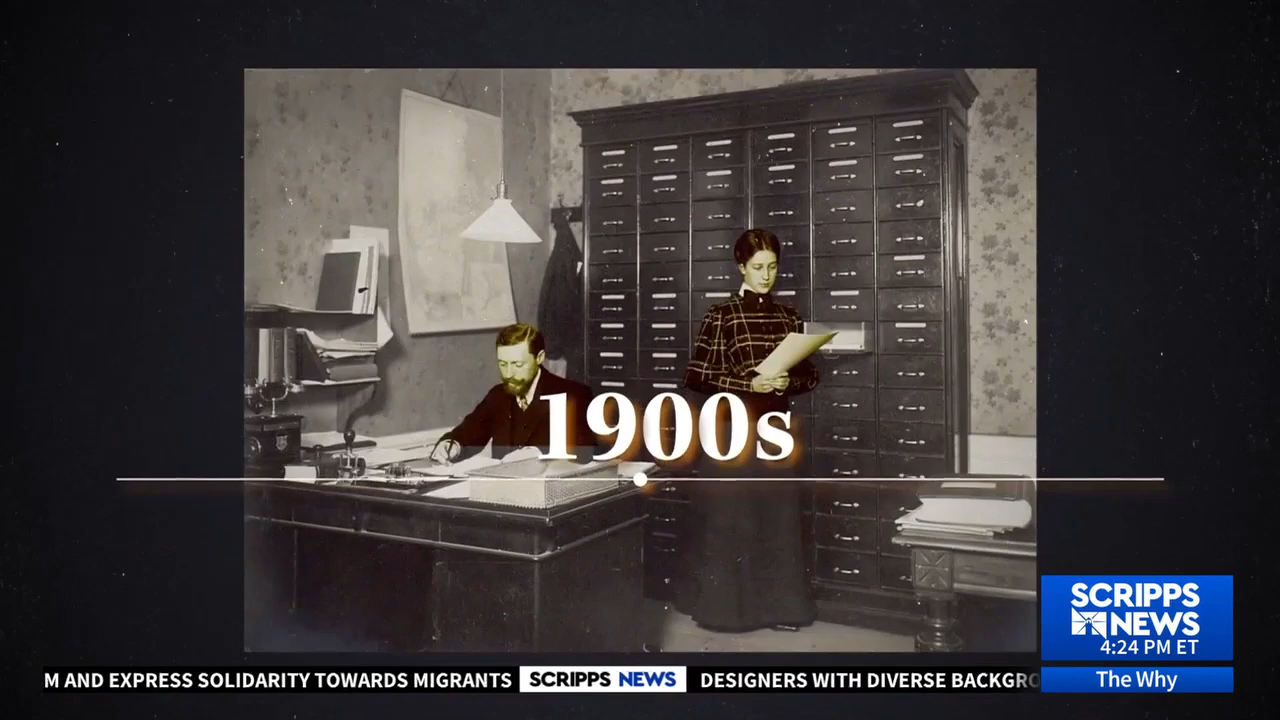 1900s
SCRIPPS
NEWS
4:24 PM ET
M AND EXPRESS SOLIDARITY TOWARDS MIGRANTS SCRIPPS NEWS DESIGNERS WITH DIVERSE BACKGRO
The Why